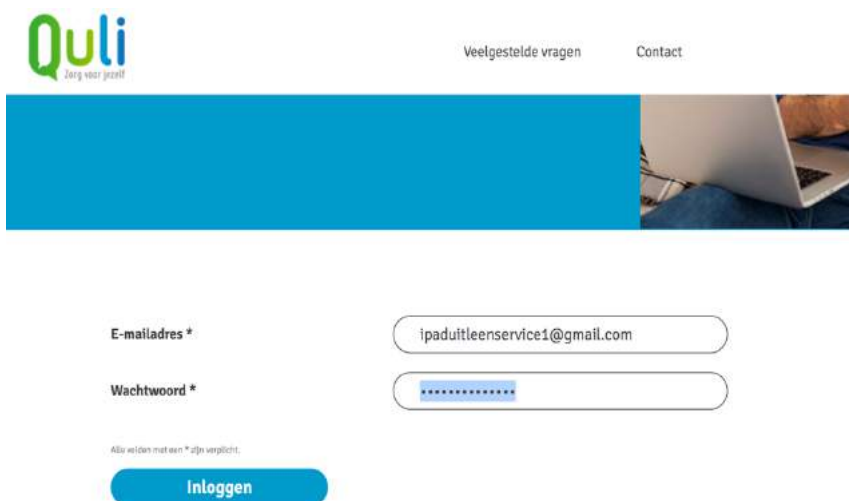 Quli
Zorg voor jezelf
Veelgestelde vragen Contact
E-mailadres * ipaduitleenservice1@gmail.com
Wachtwoord * ••••••••••••••
Alle velden met een * zijn verplicht.
Inloggen